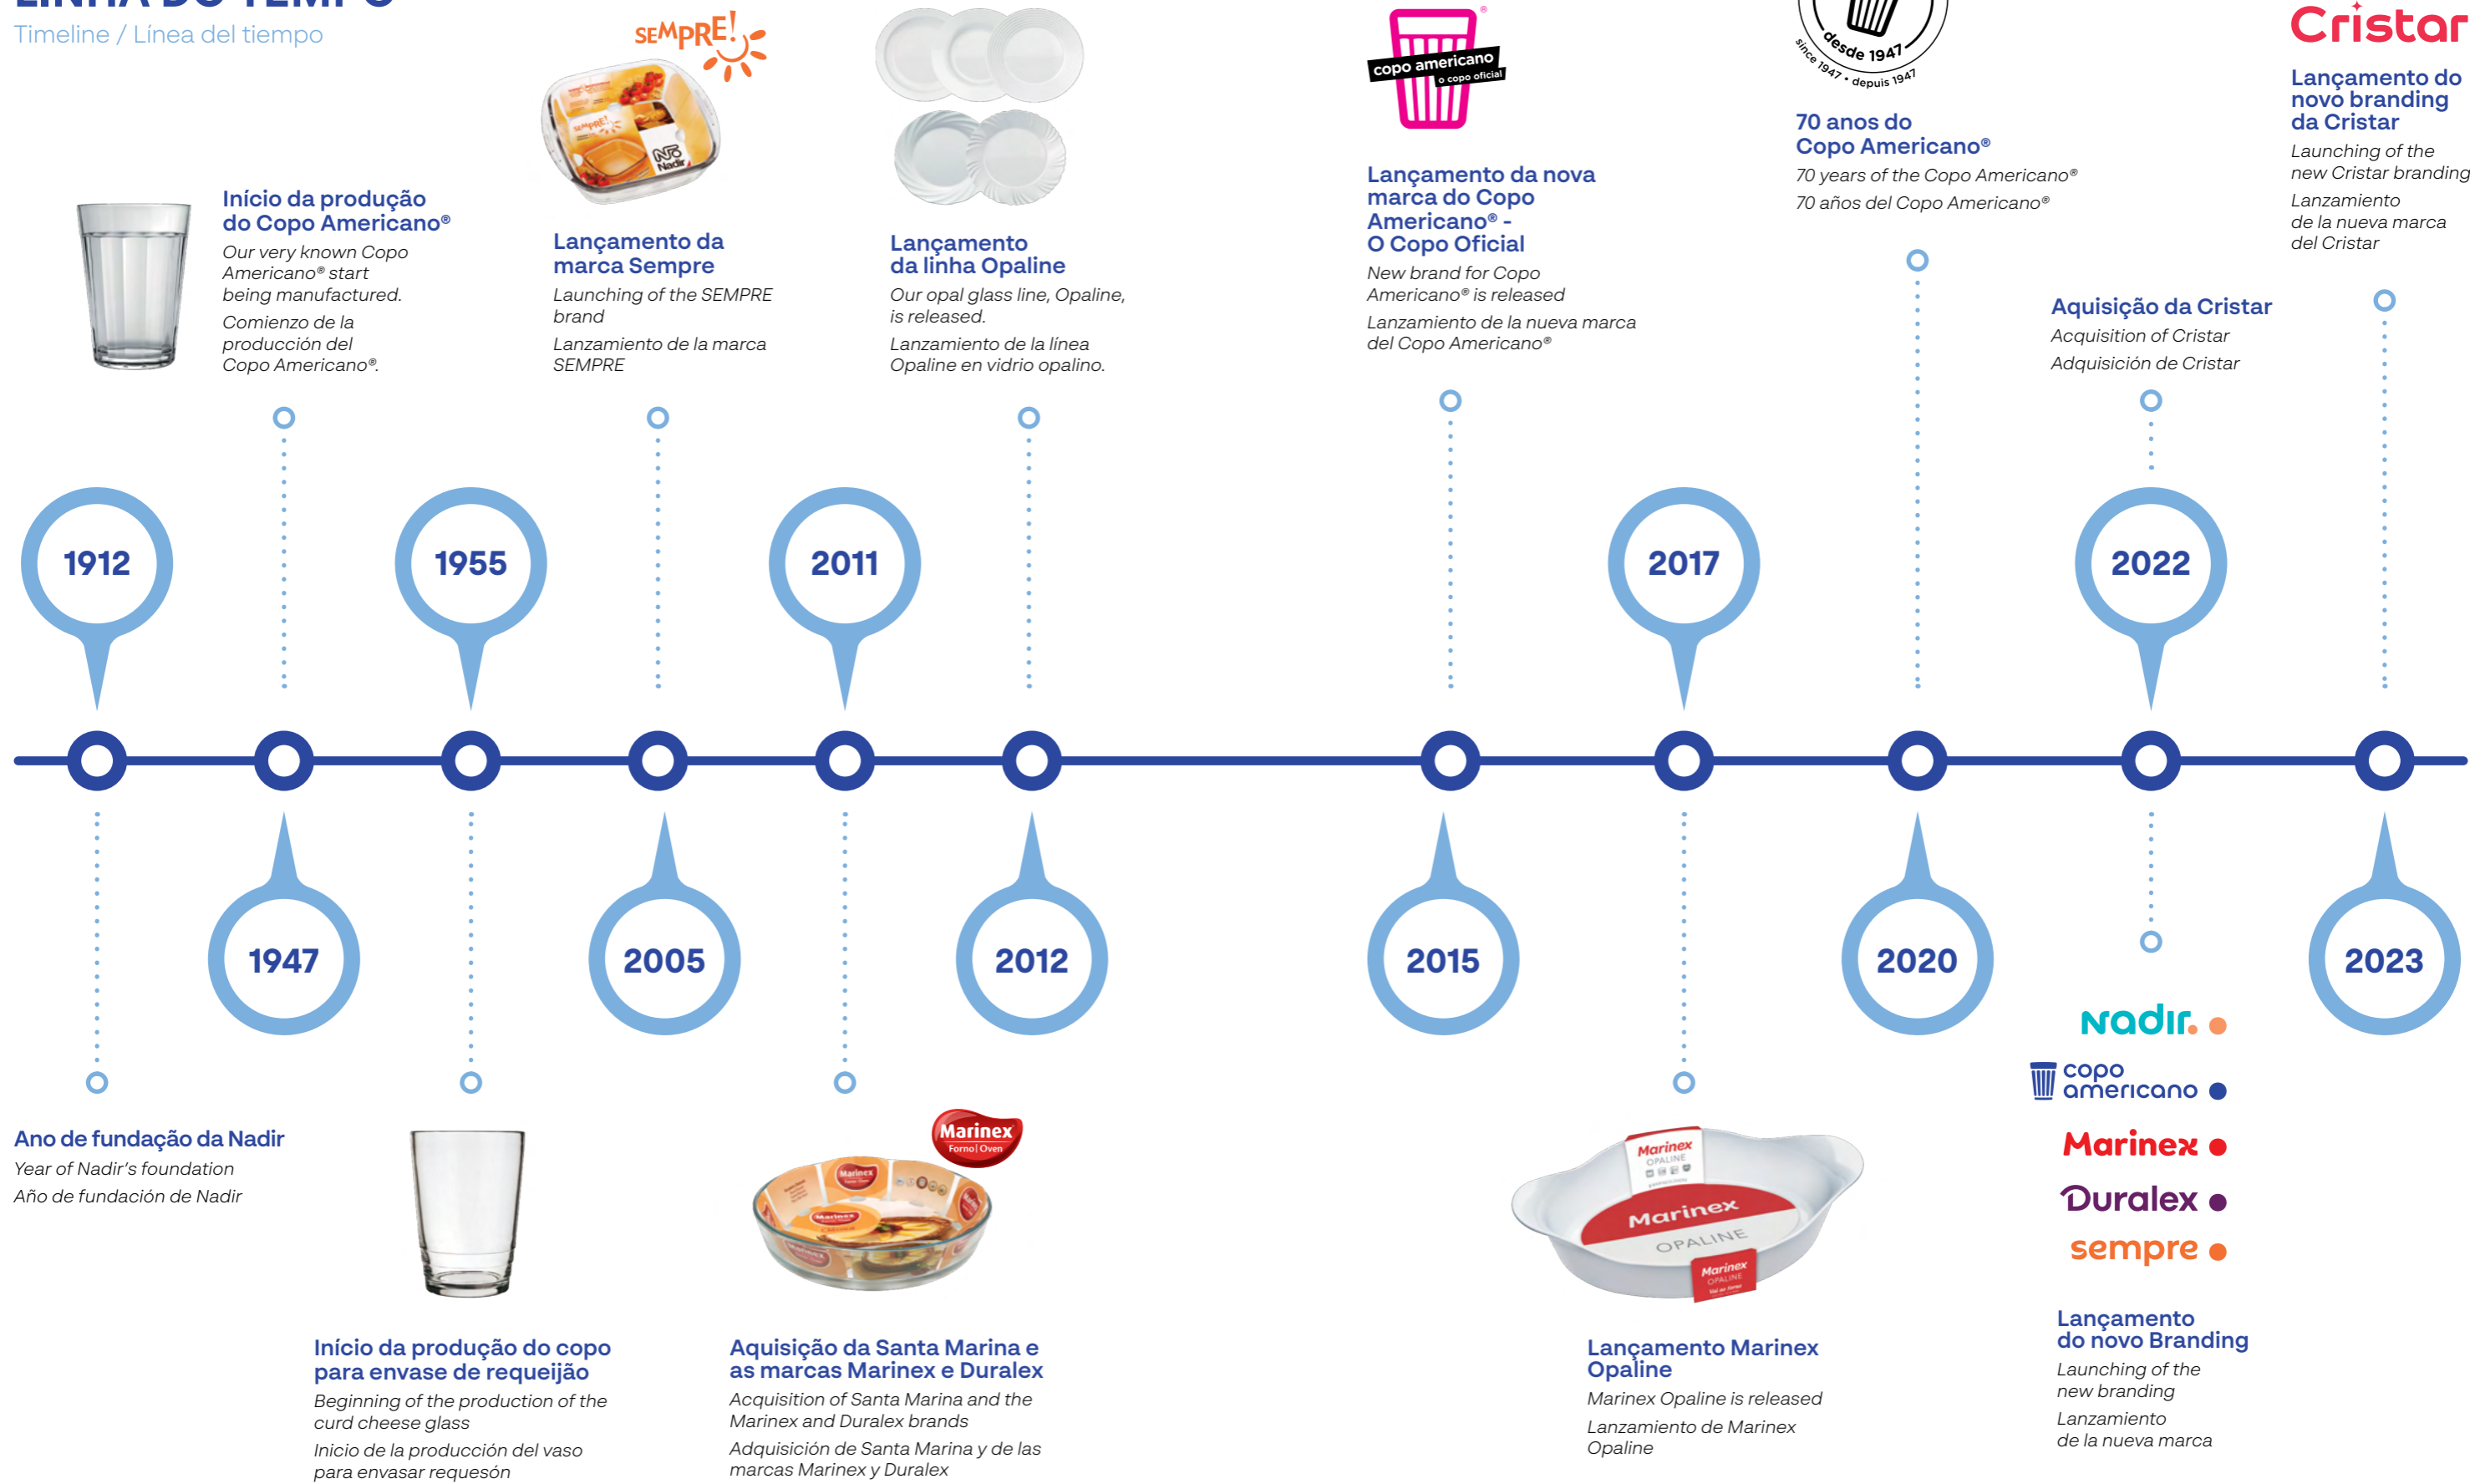 LINHA DO TEMPO
Timeline / Línea del tiempo
Início da produção
do Copo Americano®
Our very known Copo
Americano® start
being manufactured.
Comienzo de la
producción del
Copo Americano®.
SEMPRE!
SEMPRE!
Nadir
Lançamento da
marca Sempre
Launching of the SEMPRE
brand
Lanzamiento de la marca
SEMPRE
Lançamento
da linha Opaline
Our opal glass line, Opaline,
is released.
Lanzamiento de la línea
Opaline en vidrio opalino.
®
copo americano
o copo oficial
Lançamento da nova
marca do Copo
Americano® -
O Copo Oficial
New brand for Copo
Americano® is released
Lanzamiento de la nueva marca
del Copo Americano®
desde 1947
since 1947 • depuis 1947
70 anos do
Copo Americano®
70 years of the Copo Americano®
70 años del Copo Americano®
Aquisição da Cristar
Acquisition of Cristar
Adquisición de Cristar
Cristar
Lançamento do
novo branding
da Cristar
Launching of the
new Cristar branding
Lanzamiento
de la nueva marca
del Cristar
1912
1955
2011
2017
2022
1947
2005
2012
2015
2020
2023
Ano de fundação da Nadir
Year of Nadir's foundation
Año de fundación de Nadir
Início da produção do copo
para envase de requeijão
Beginning of the production of the
curd cheese glass
Inicio de la producción del vaso
para envasar requesón
Marinex
Forno | Oven
Marinex
Marinex
Aquisição da Santa Marina e
as marcas Marinex e Duralex
Acquisition of Santa Marina and the
Marinex and Duralex brands
Adquisición de Santa Marina y de las
marcas Marinex y Duralex
Marinex
OPALINE
Marinex
OPALINE
Marinex
OPALINE
Lançamento Marinex
Opaline
Marinex Opaline is released
Lanzamiento de Marinex
Opaline
nadir.
copo
americano
Marinex
Duralex
sempre
Lançamento
do novo Branding
Launching of the
new branding
Lanzamiento
de la nueva marca